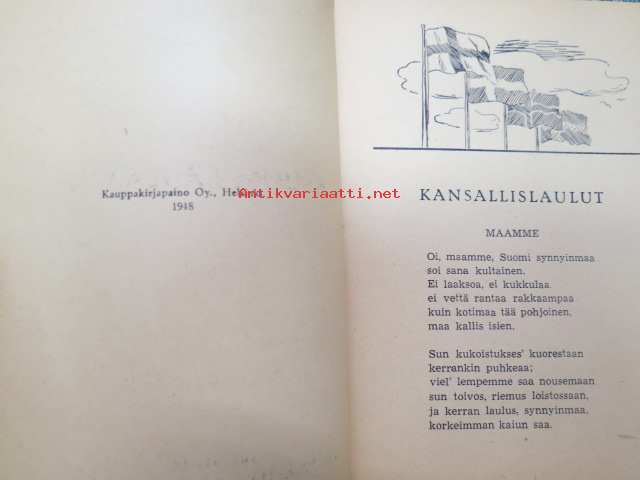 Kauppakirjapaino Oy., Helsinki
1948
Antikvariaatti.net
KANSALLISLAULUT
MAAMME
Oi, maamme, Suomi synnyinmaa
soi sana kultainen.
Ei laaksoa, ei kukkulaa
ei vettä rantaa rakkaampaa
kuin kotimaa tää pohjoinen,
maa kallis isien.
Sun kukoistukses' kuorestaan
kerrankin puhkeaa;
viel' lempemme saa nousemaan
sun toivos, riemus loistossaan,
ja kerran laulus, synnyinmaa,
korkeimman kaiun saa.